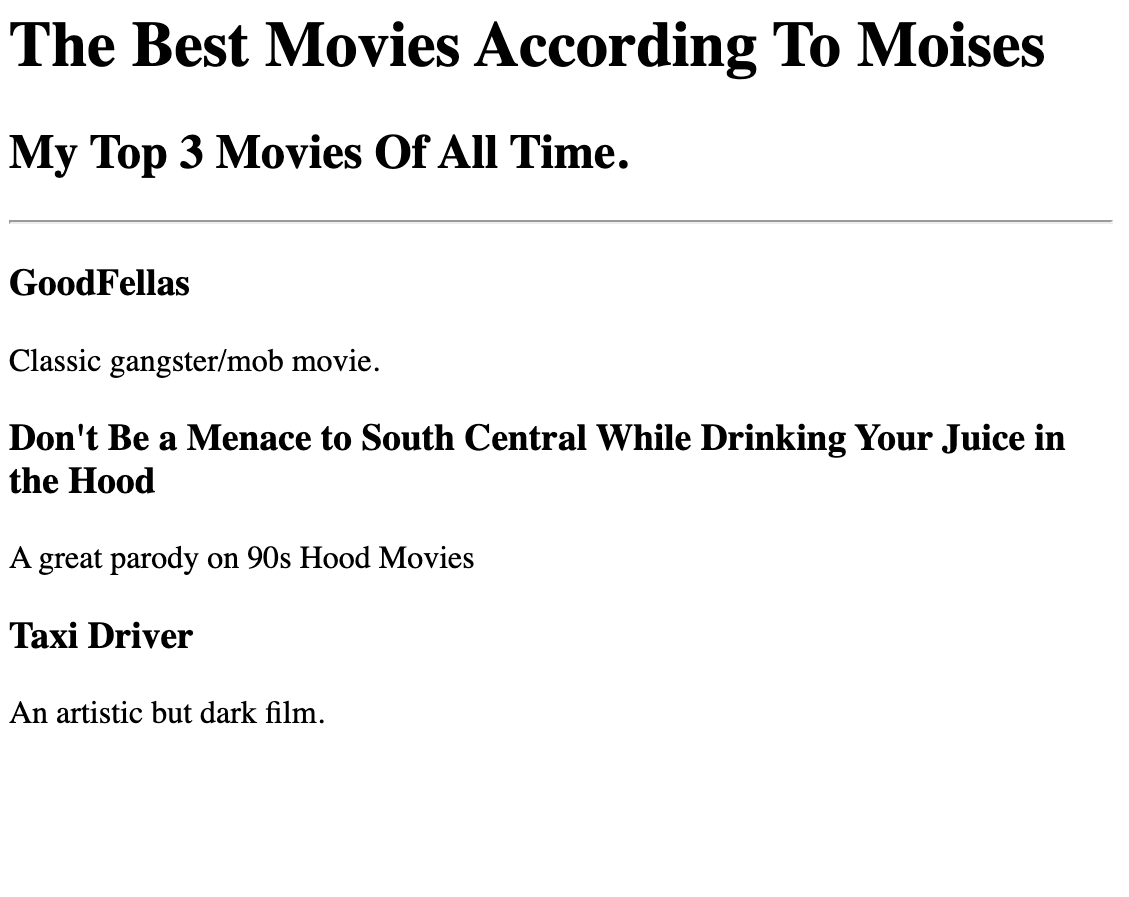 The Best Movies According To Moises
My Top 3 Movies Of All Time.
GoodFellas
Classic gangster/mob movie.
Don't Be a Menace to South Central While Drinking Your Juice in
the Hood
A great parody on 90s Hood Movies
Taxi Driver
An artistic but dark film.